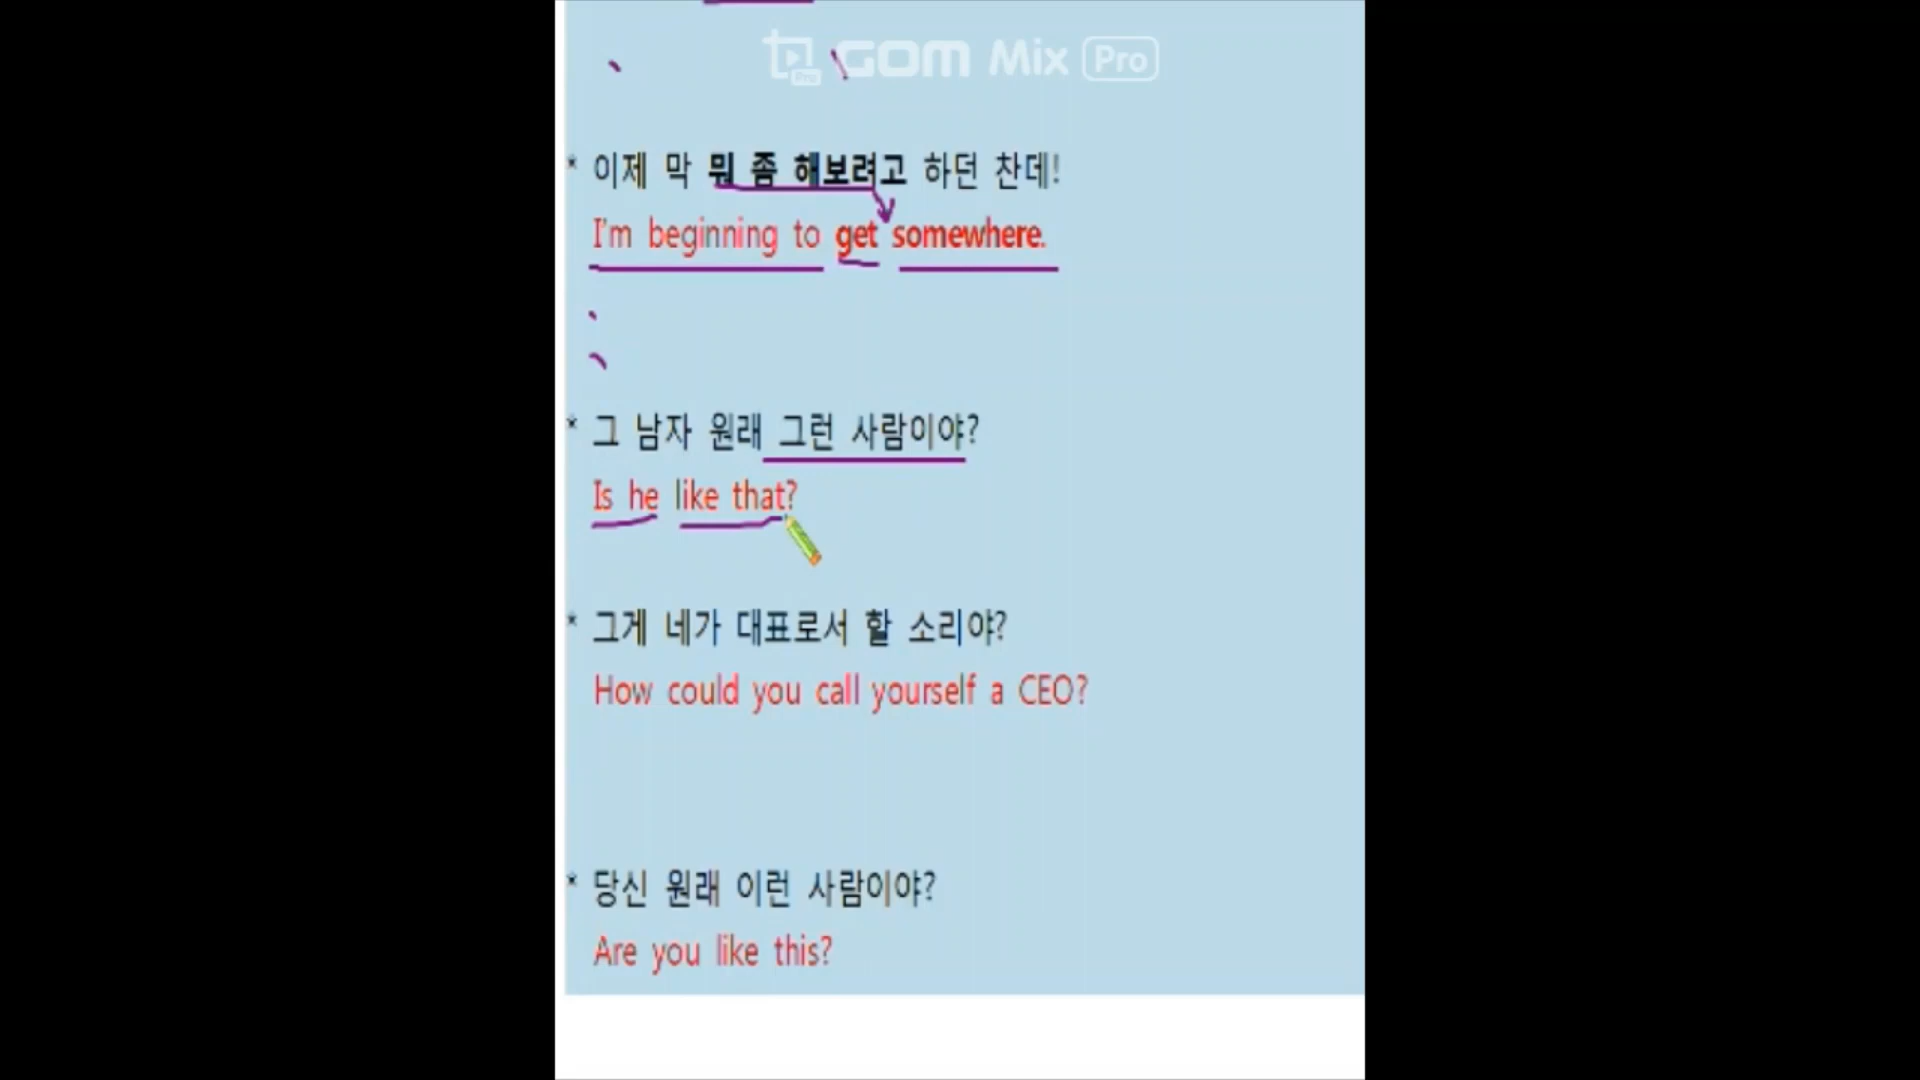 GOM Mix Pro
* 이제 막 뭐 좀 해보려고 하던 찬데!
I'm beginning to get somewhere.
* 그 남자 원래 그런 사람이야?
Is he like that?
* 그게 네가 대표로서 할 소리야?
How could you call yourself a CEO?
* 당신 원래 이런 사람이야?
Are you like this?